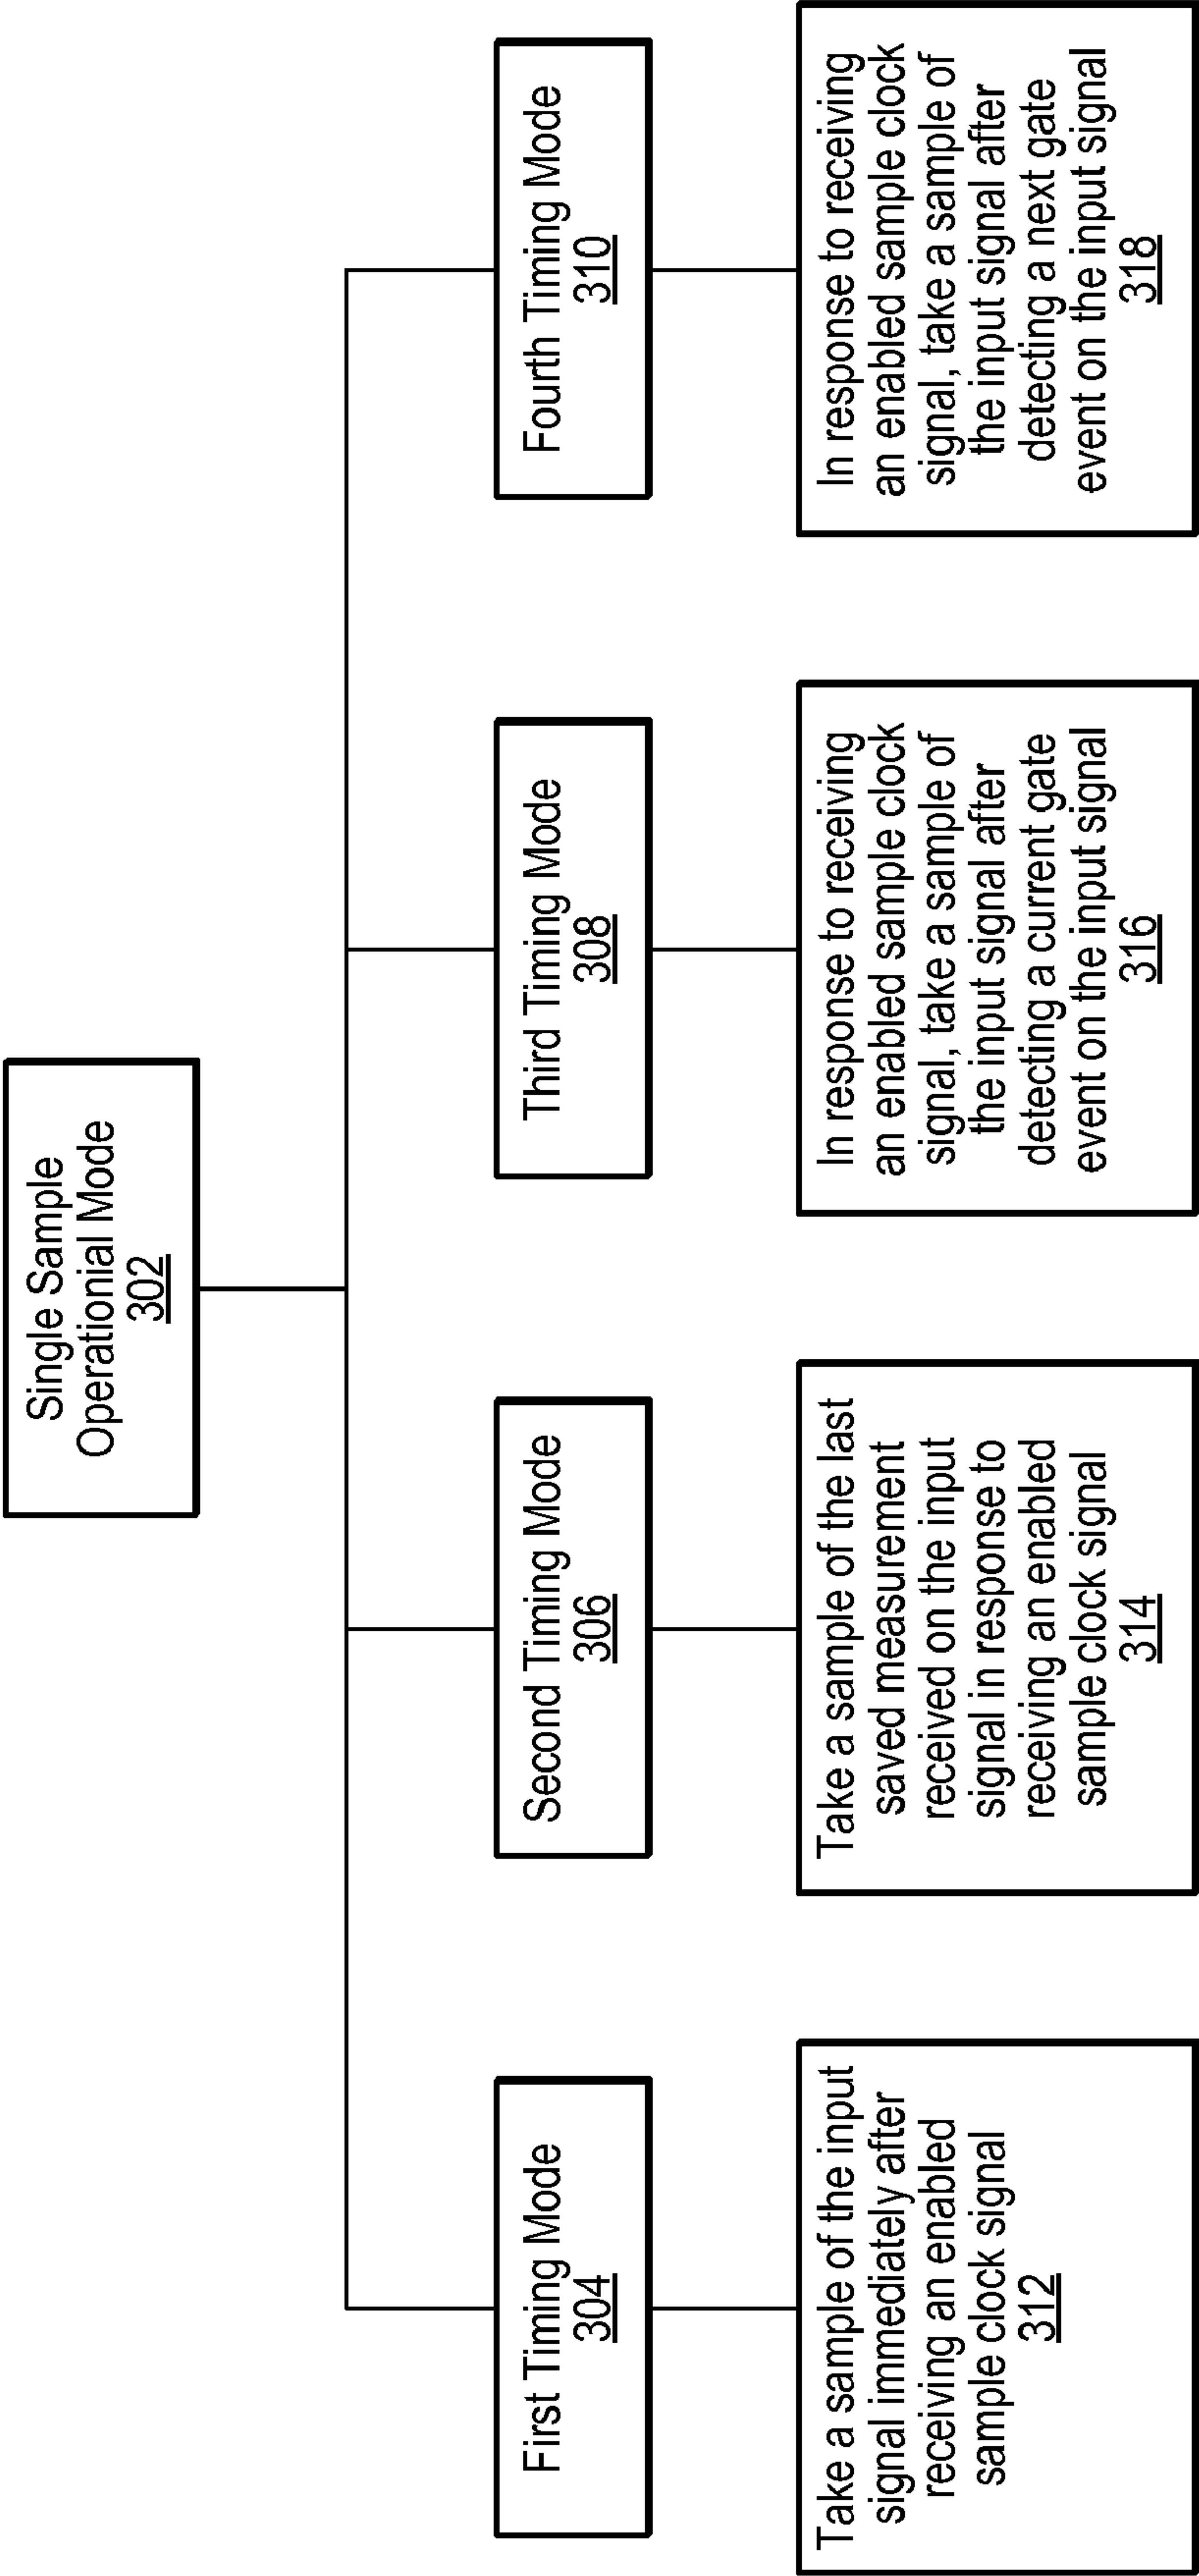 Single Sample
Operationial Mode
302
First Timing Mode
304
Second Timing Mode
306
Third Timing Mode
308
Fourth Timing Mode
310
Take a sample of the input
signal immediately after
receiving an enabled
sample clock signal
312
Take a sample of the last
saved measurement
received on the input
signal in response to
receiving an enabled
sample clock signal
314
In response to receiving
an enabled sample clock
signal, take a sample of
the input signal after
detecting a current gate
event on the input signal
316
In response to receiving
an enabled sample clock
signal, take a sample of
the input signal after
detecting a next gate
event on the input signal
318